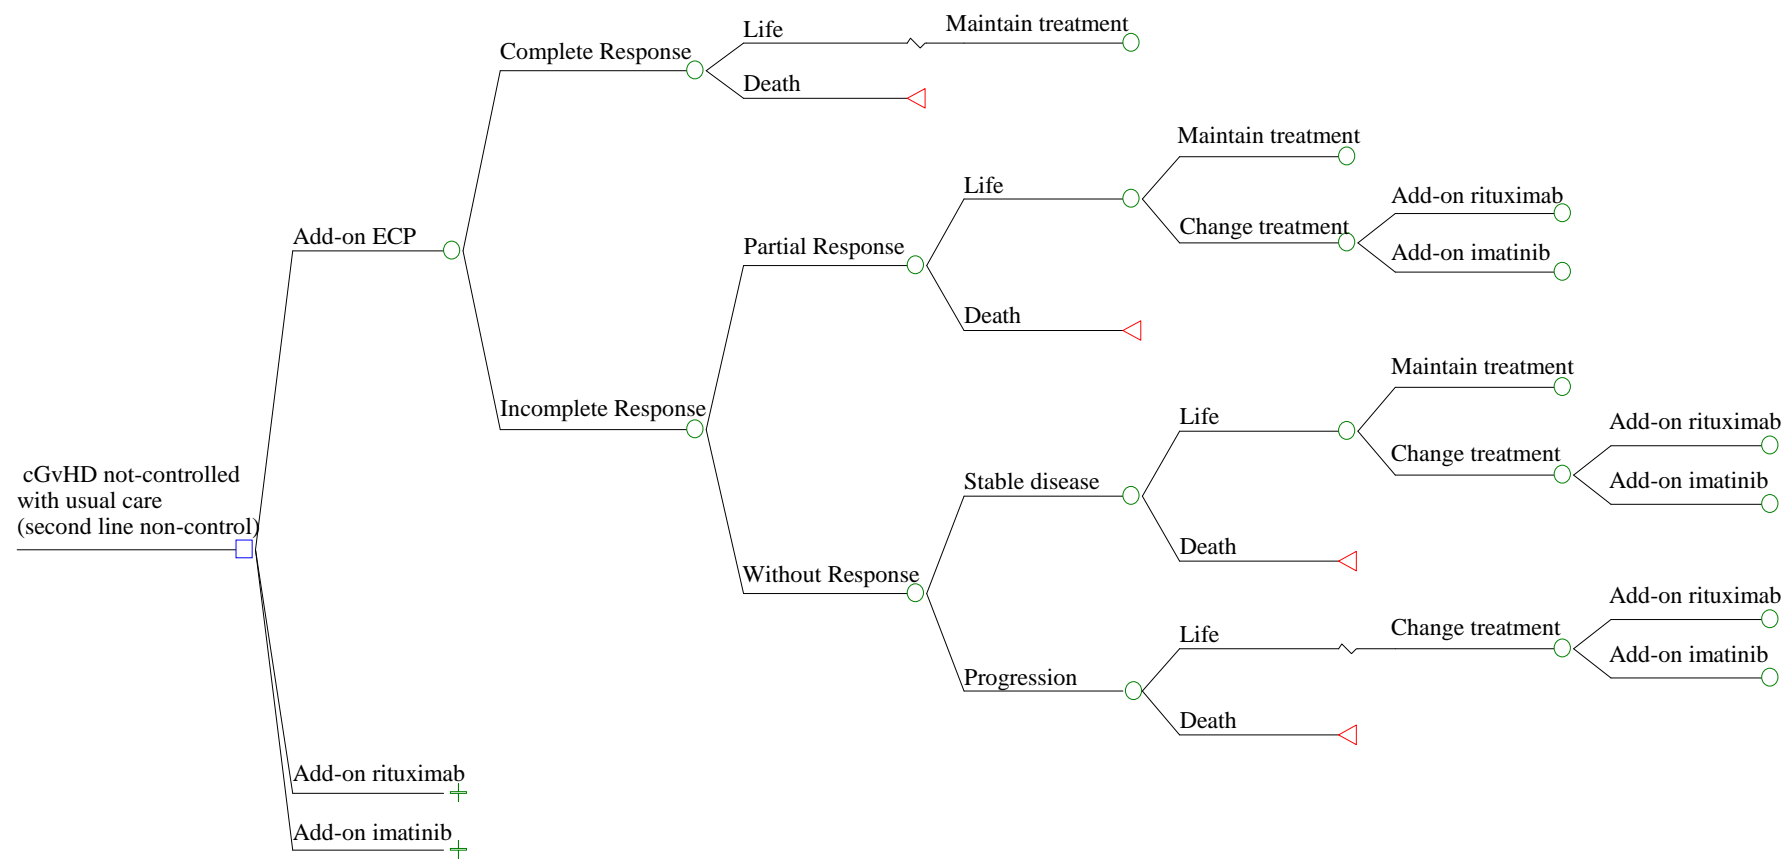 Life
Maintain treatment
Complete Response
Death
Maintain treatment
Life
Add-on rituximab
Change treatment
Add-on ECP
Partial Response
Add-on imatinib
Death
Maintain treatment
Incomplete Response
Life
Add-on rituximab
Change treatment
cGvHD not-controlled
with usual care
(second line non-control)
Stable disease
Add-on imatinib
Death
Without Response
Add-on rituximab
Life
Change treatment
Add-on imatinib
Progression
Death
Add-on rituximab
Add-on imatinib